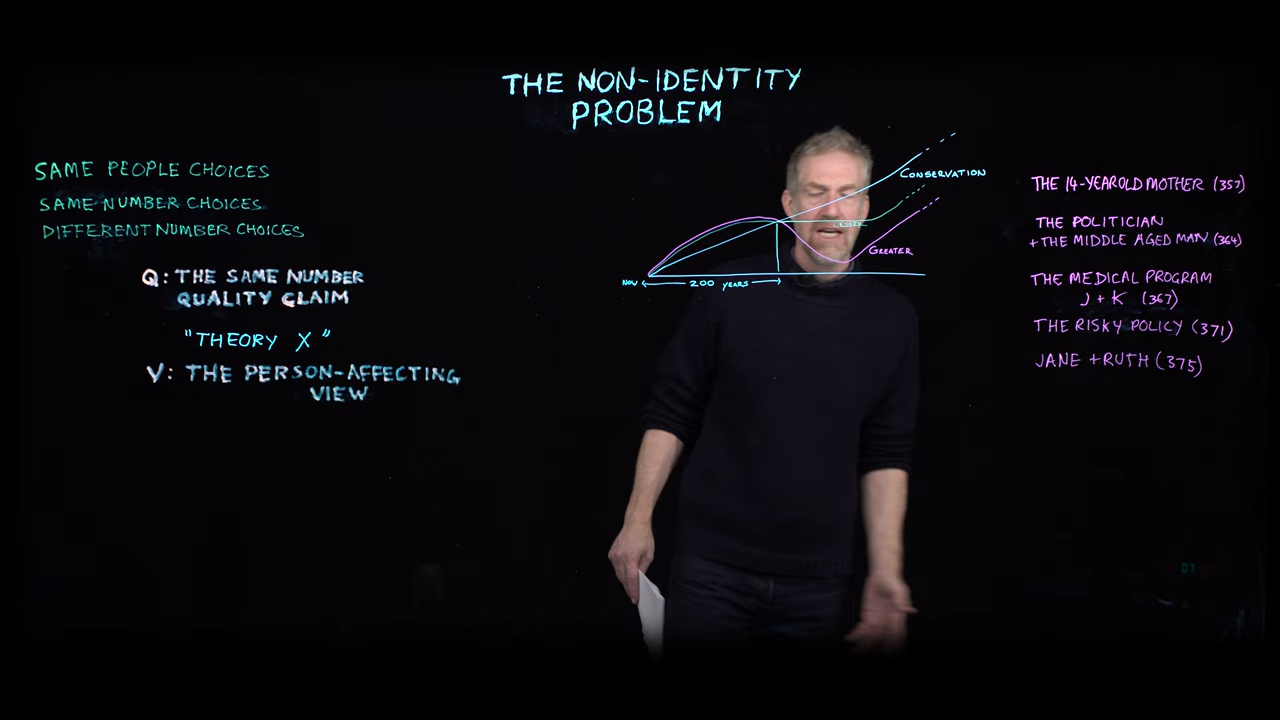 THE NON-IDENTITY
PROBLEM
SAME PEOPLE CHOICES
SAME NUMBER CHOICES
DIFFERENT NUMBER CHOICES
Q: THE SAME NUMBER
QUALITY CLAIM
"THEORY X"
V: THE PERSON-AFFECTING
VIEW
CONSERVATION
LESSER
GREATER
NOW 200 YEARS
THE 14-YEAROLD MOTHER (357)
THE POLITICIAN
+ THE MIDDLE AGED MAN (364)
THE MEDICAL PROGRAM
J + K (367)
THE RISKY POLICY (371)
JANE + RUTH (375)